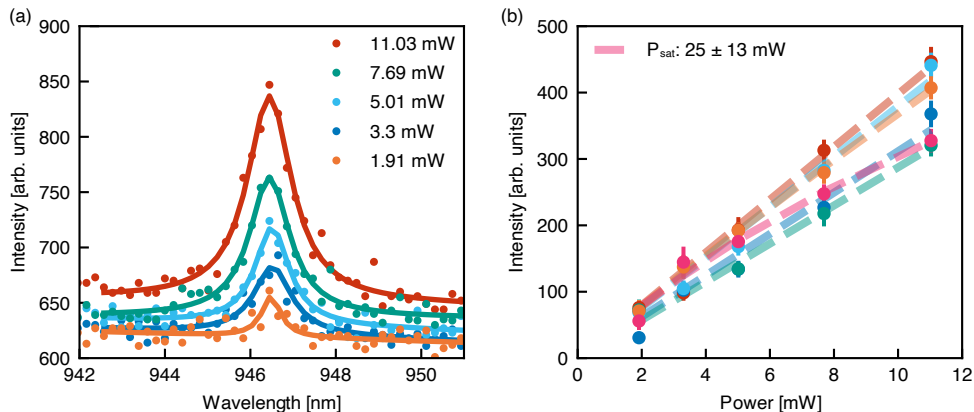 (a)
900
850
800
750
700
650
600
Intensity [arb. units]
11.03 mW
7.69 mW
5.01 mW
3.3 mW
1.91 mW
942
944
946
948
950
Wavelength [nm]
(b)
500
400
300
200
100
0
Intensity [arb. units]
Psat: 25 ± 13 mW
0
2
4
6
8
10
12
Power [mW]